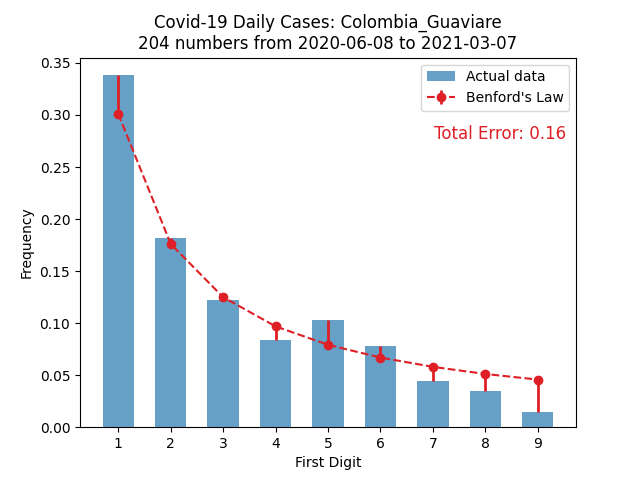 Covid-19 Daily Cases: Colombia_Guaviare
204 numbers from 2020-06-08 to 2021-03-07
Actual data
Benford's Law
Total Error: 0.16
Frequency
0.35
0.30
0.25
0.20
0.15
0.10
0.05
0.00
1 2 3 4 5 6 7 8 9
First Digit